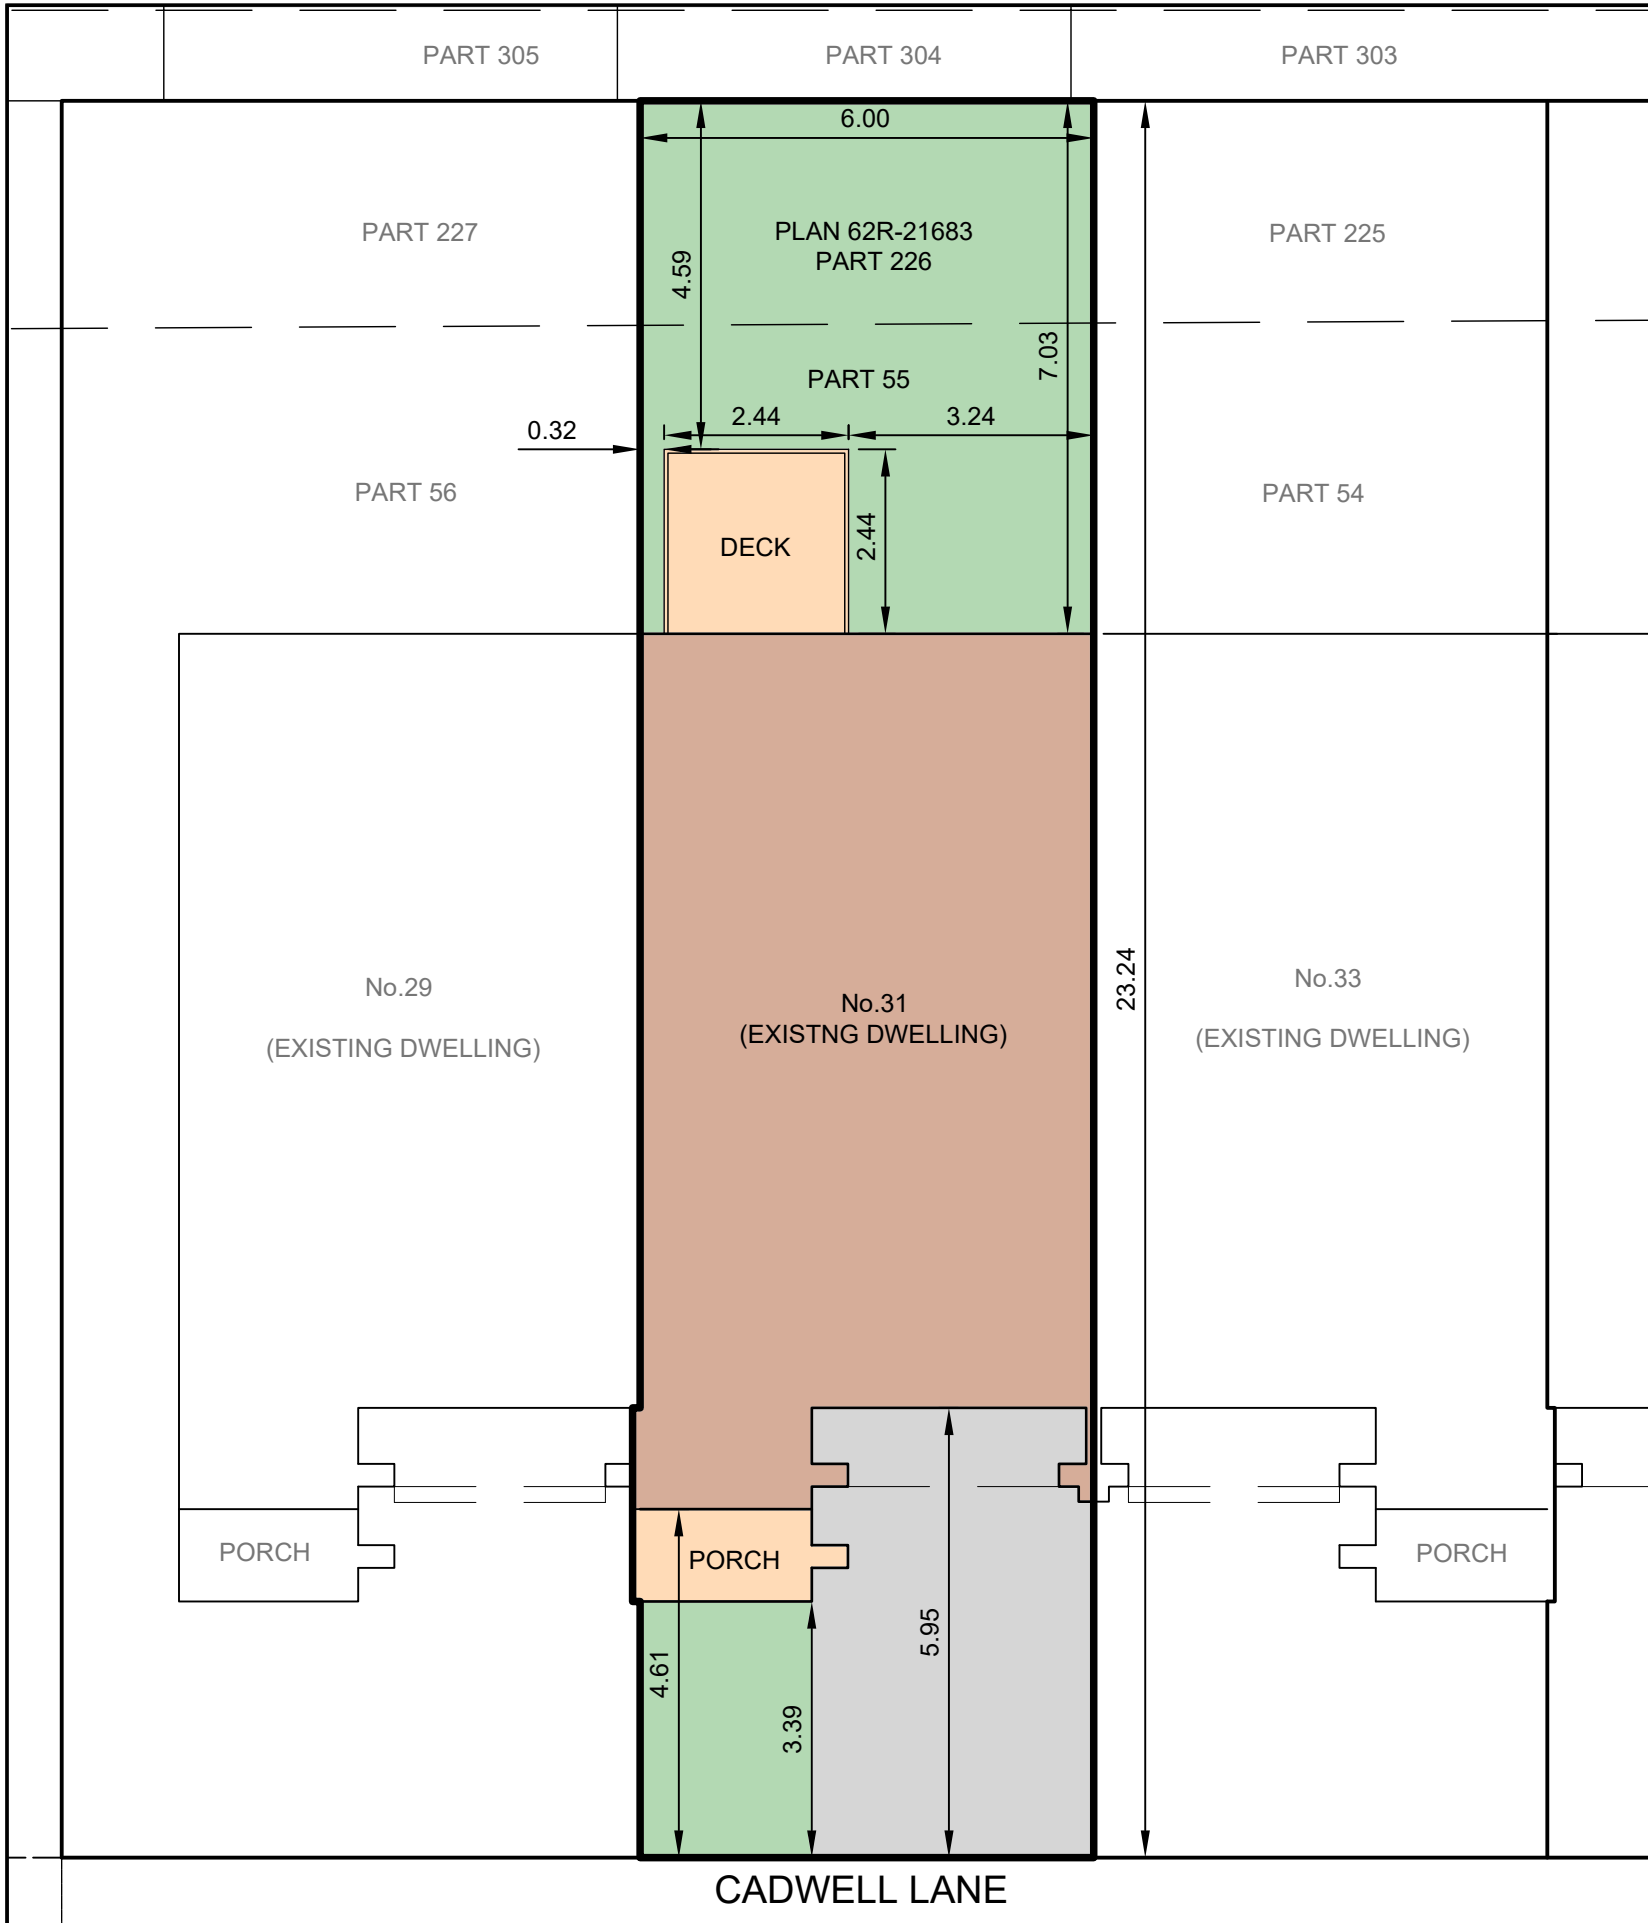 PART 305
PART 304
PART 303
6.00
PART 227
PLAN 62R-21683
PART 226
PART 225
4.59
7.03
PART 55
2.44
3.24
0.32
PART 56
PART 54
DECK
2.44
No.29
(EXISTING DWELLING)
No.31
(EXISTNG DWELLING)
23.24
No.33
(EXISTING DWELLING)
PORCH
PORCH
PORCH
4.61
3.39
5.95
CADWELL LANE